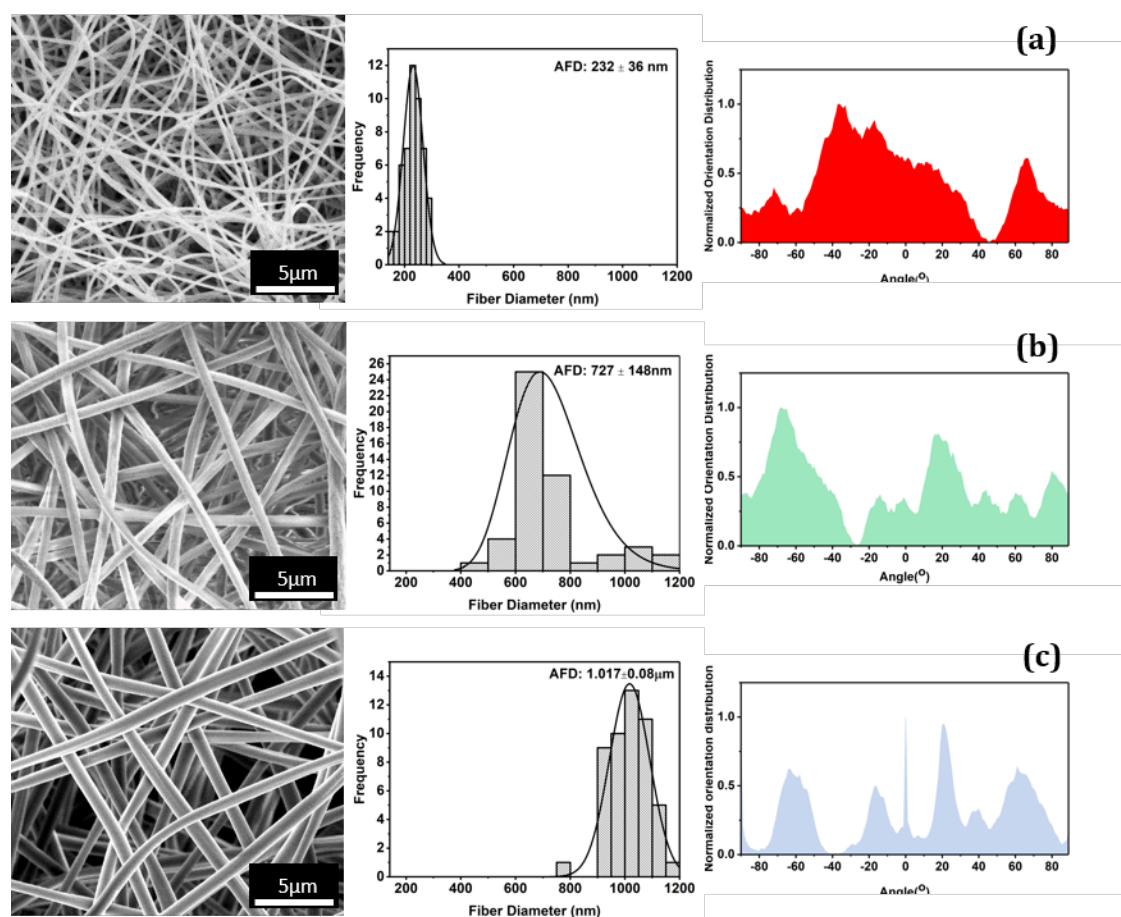 (a)
5μm
AFD: 232 ± 36 nm
Frequency
12
10
8
6
4
2
0
200 400 600 800 1000 1200
Fiber Diameter (nm)
Normalized Orientation Distribution
1.0
0.5
0.0
-80 -60 -40 -20 0 20 40 60 80
Angle(O)
(b)
5μm
AFD: 727 ± 148nm
Frequency
26
24
22
20
18
16
14
12
10
8
6
4
2
0
200 400 600 800 1000 1200
Fiber Diameter (nm)
Normalized Orientation Distribution
1.0
0.5
0.0
-80 -60 -40 -20 0 20 40 60 80
Angle(O)
(c)
5μm
AFD: 1.017±0.08μm
Frequency
14
12
10
8
6
4
2
0
200 400 600 800 1000 1200
Fiber Diameter (nm)
Normalized orientation distribution
1.0
0.5
0.0
-80 -60 -40 -20 0 20 40 60 80
Angle(O)